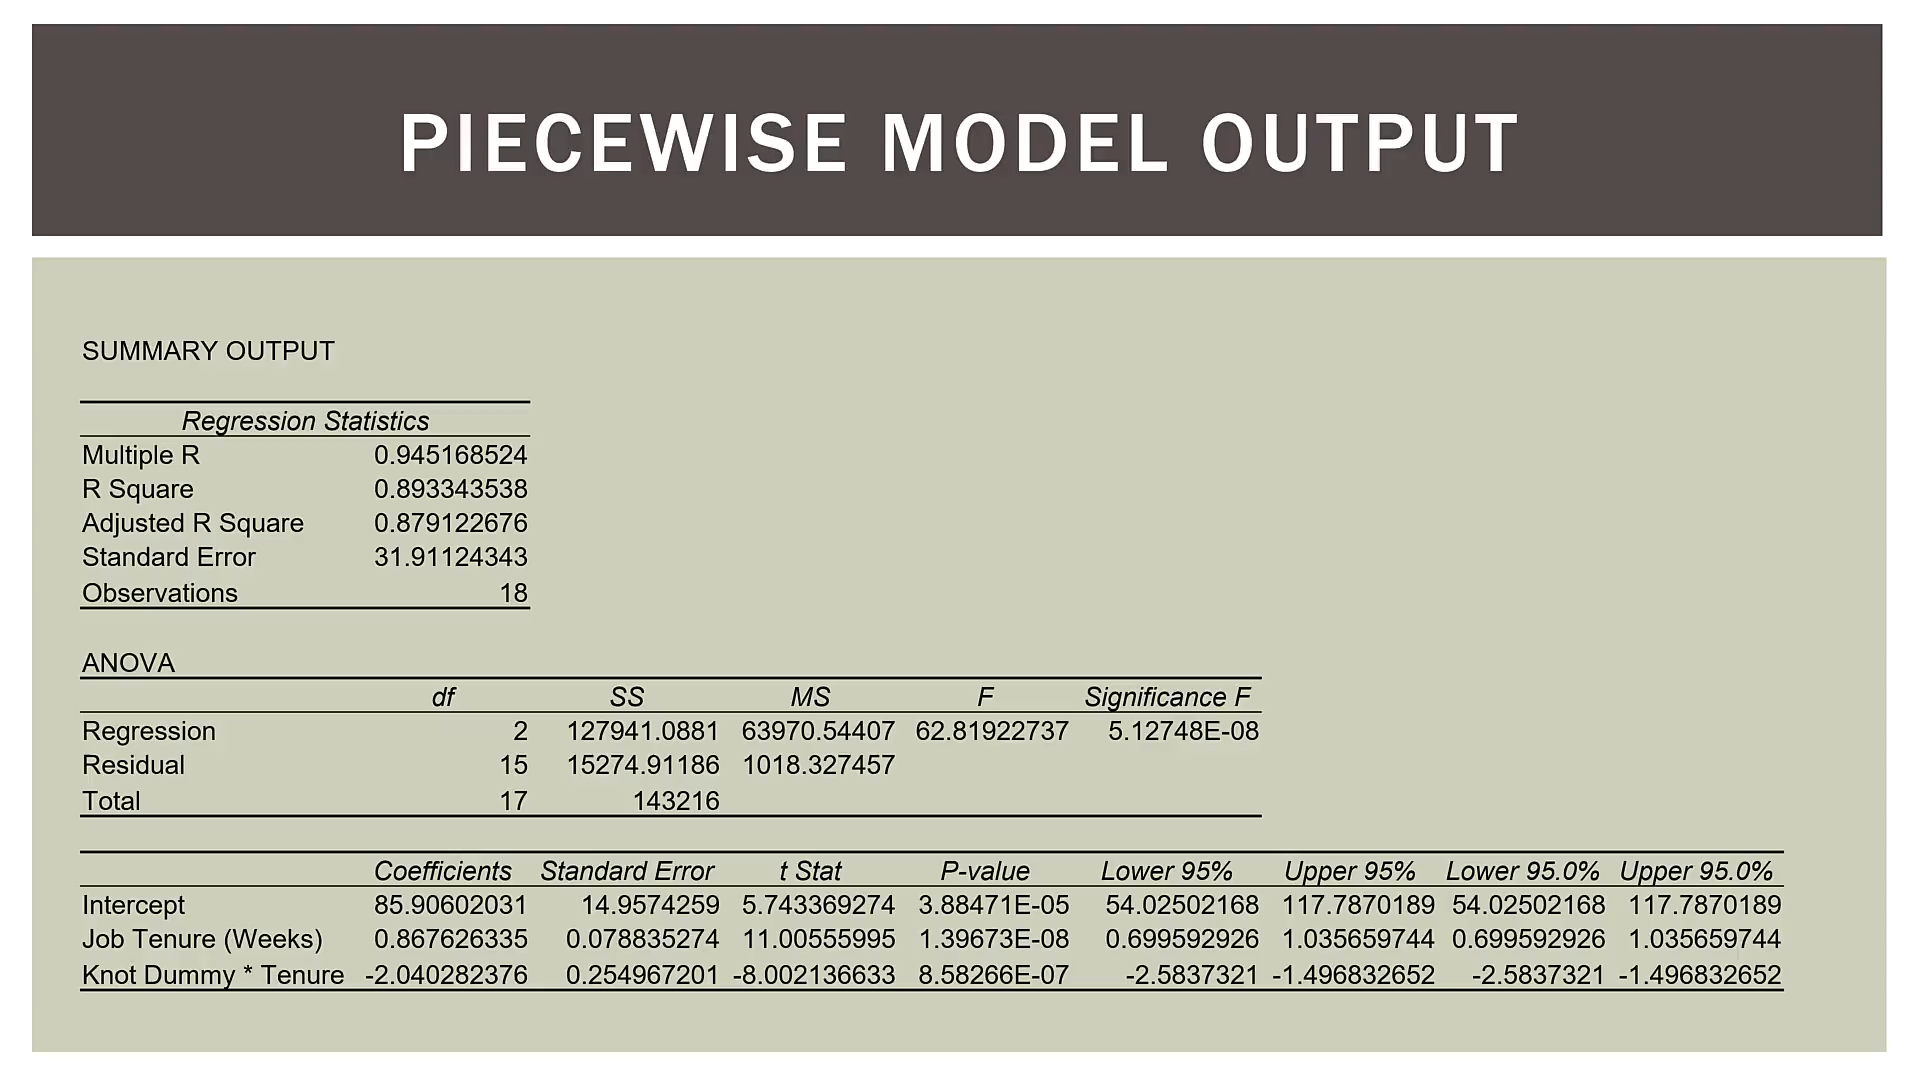 PIECEWISE MODEL OUTPUT
SUMMARY OUTPUT
Regression Statistics
Multiple R 0.945168524
R Square 0.893343538
Adjusted R Square 0.879122676
Standard Error 31.91124343
Observations 18
ANOVA
df SS MS F Significance F
Regression 2 127941.0881 63970.54407 62.81922737 5.12748E-08
Residual 15 15274.91186 1018.327457
Total 17 143216
Coefficients Standard Error t Stat P-value Lower 95% Upper 95% Lower 95.0% Upper 95.0%
Intercept 85.90602031 14.9574259 5.743369274 3.88471E-05 54.02502168 117.7870189 54.02502168 117.7870189
Job Tenure (Weeks) 0.867626335 0.078835274 11.00555995 1.39673E-08 0.699592926 1.035659744 0.699592926 1.035659744
Knot Dummy * Tenure -2.040282376 0.254967201 -8.002136633 8.58266E-07 -2.5837321 -1.496832652 -2.5837321 -1.496832652